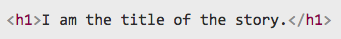 <h1>I am the title of the story.</h1>